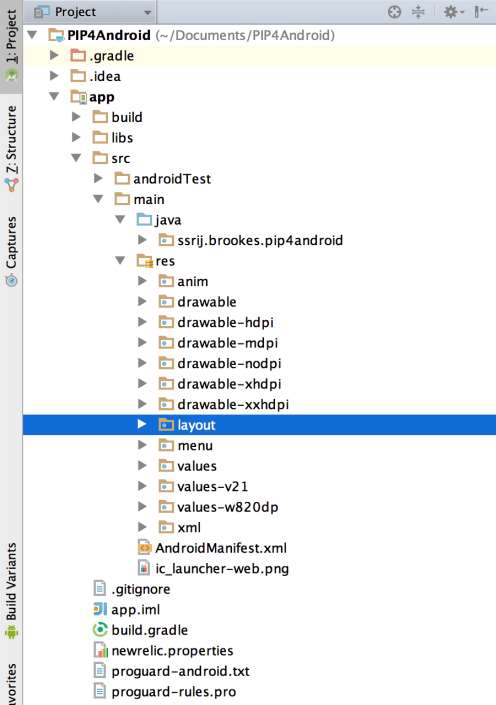 Project
PIP4Android (~/Documents/PIP4Android)
.gradle
.idea
app
build
libs
src
androidTest
main
java
ssrij.brookes.pip4android
res
anim
drawable
drawable-hdpi
drawable-mdpi
drawable-nodpi
drawable-xhdpi
drawable-xxhdpi
layout
menu
values
values-v21
values-w820dp
xml
AndroidManifest.xml
ic_launcher-web.png
.gitignore
app.iml
build.gradle
newrelic.properties
proguard-android.txt
proguard-rules.pro
1: Project
Z: Structure
Captures
Build Variants
avorites